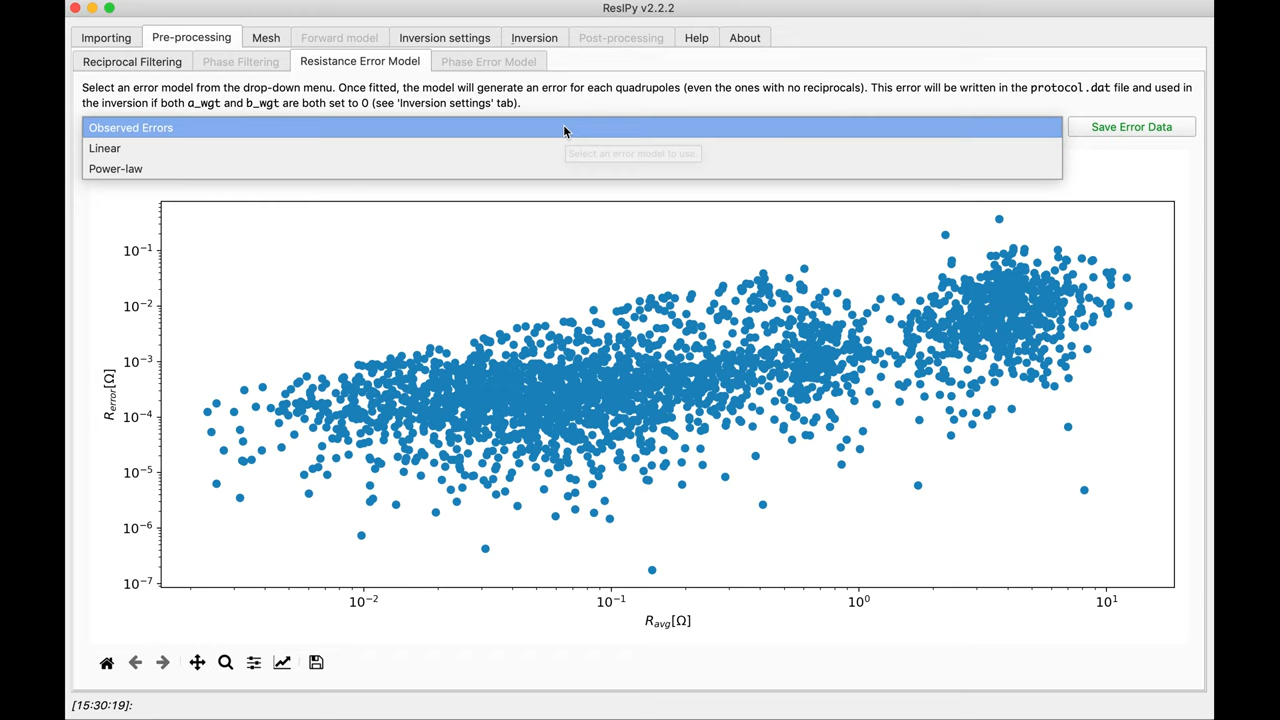 ResIPy v2.2.2
Importing Pre-processing Mesh Forward model Inversion settings Inversion Post-processing Help About
Reciprocal Filtering Phase Filtering Resistance Error Model Phase Error Model
Select an error model from the drop-down menu. Once fitted, the model will generate an error for each quadrupoles (even the ones with no reciprocals). This error will be written in the protocol.dat file and used in
the inversion if both a_wgt and b_wgt are both set to 0 (see 'Inversion settings' tab).
Observed Errors
Save Error Data
Linear
Select an error model to use.
Power-law
10⁻¹
10⁻²
10⁻³
R_error[Ω]
10⁻⁴
10⁻⁵
10⁻⁶
10⁻⁷
10⁻² 10⁻¹ 10⁰ 10¹
R_avg[Ω]
[15:30:19]: